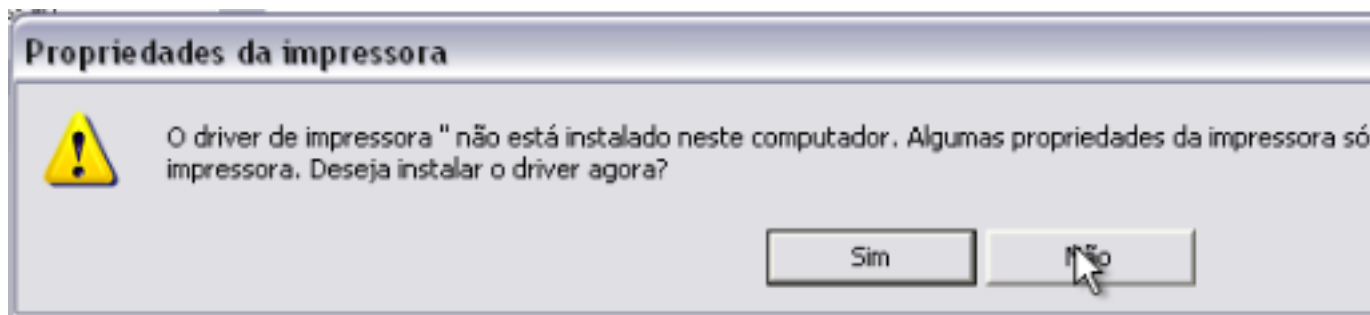 Propriedades da impressora
O driver de impressora '' não está instalado neste computador. Algumas propriedades da impressora só
impressora. Deseja instalar o driver agora?
Sim
Não